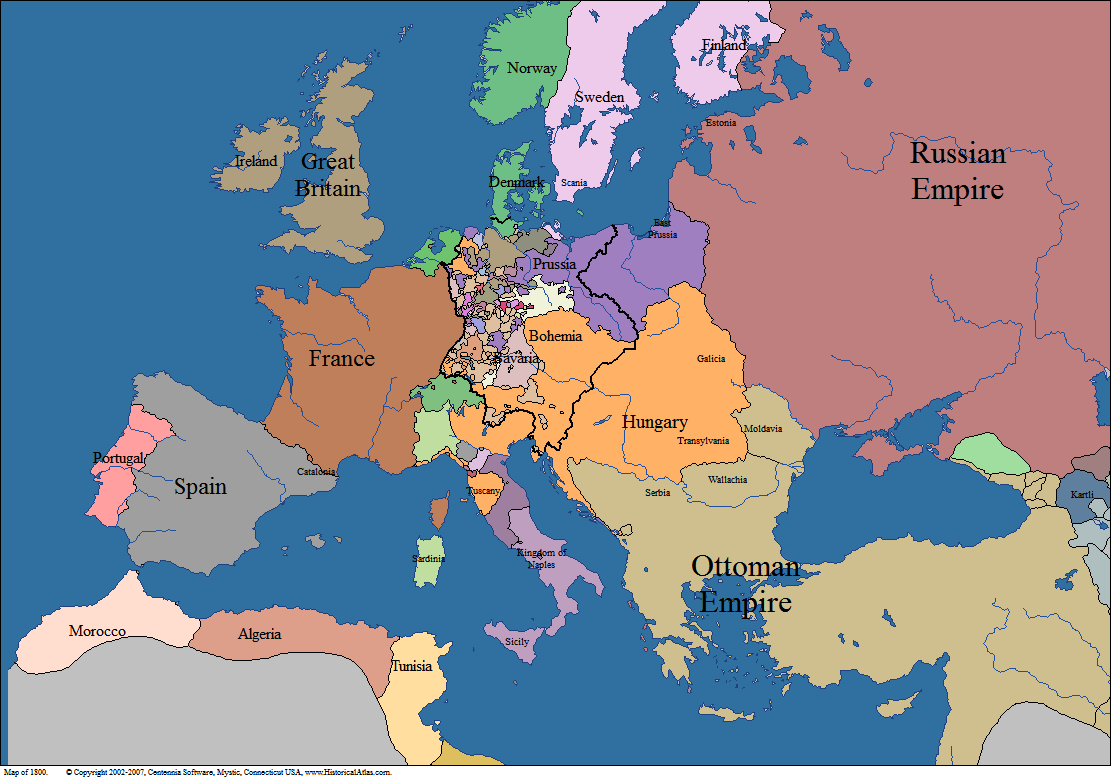 Norway
Finland
Sweden
Estonia
Russian
Empire
Ireland
Great
Britain
Denmark
Scania
East
Prussia
Prussia
Bohemia
France
Bavaria
Galicia
Hungary
Transylvania
Moldavia
Portugal
Spain
Catalonia
Tuscany
Serbia
Wallachia
Kartli
Sardinia
Kingdom of
Naples
Ottoman
Empire
Morocco
Algeria
Sicily
Tunisia
Map of 1800. © Copyright 2002-2007, Centennia Software, Mystic, Connecticut USA, www.HistoricalAtlas.com.